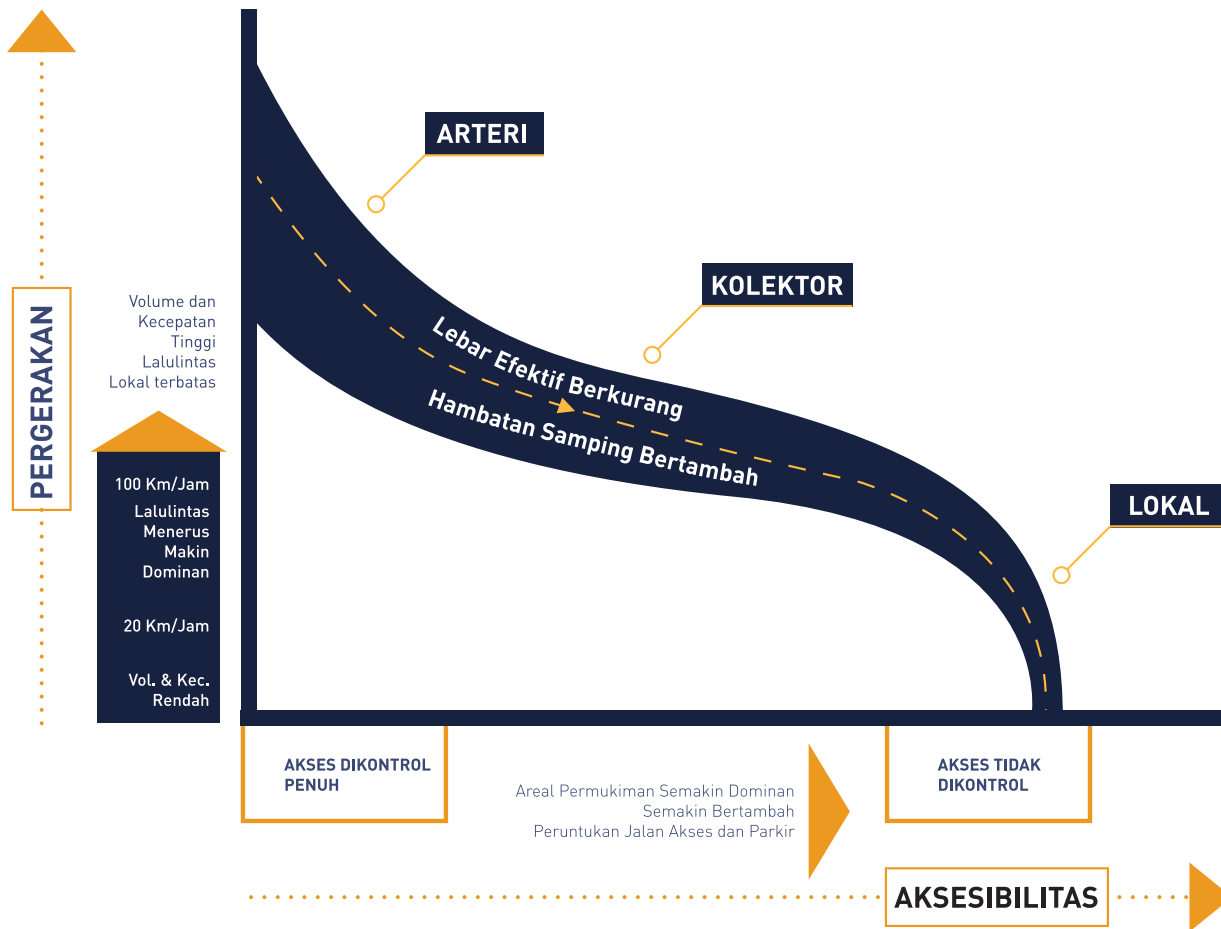 ARTERI
KOLEKTOR
LOKAL
PERGERAKAN
Volume dan
Kecepatan
Tinggi
Lalulintas
Lokal terbatas
100 Km/Jam
Lalulintas
Menerus
Makin
Dominan
20 Km/Jam
Vol. & Kec.
Rendah
Lebar Efektif Berkurang
Hambatan Samping Bertambah
AKSES DIKONTROL
PENUH
Areal Permukiman Semakin Dominan
Semakin Bertambah
Peruntukan Jalan Akses dan Parkir
AKSES TIDAK
DIKONTROL
AKSESIBILITAS